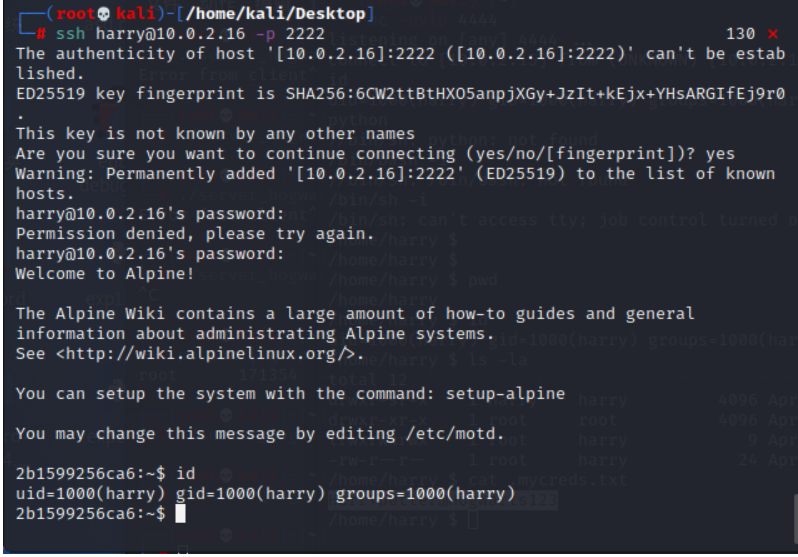 (root💀kali)-[/home/kali/Desktop]
# ssh harry@10.0.2.16 -p 2222 130 ⨯
The authenticity of host '[10.0.2.16]:2222 ([10.0.2.16]:2222)' can't be estab
lished.
ED25519 key fingerprint is SHA256:6CW2ttBtHXO5anpjXGy+JzIt+kEjx+YHsARGIfEj9r0
.
This key is not known by any other names
Are you sure you want to continue connecting (yes/no/[fingerprint])? yes
Warning: Permanently added '[10.0.2.16]:2222' (ED25519) to the list of known
hosts.
harry@10.0.2.16's password:
Permission denied, please try again.
harry@10.0.2.16's password:
Welcome to Alpine!
The Alpine Wiki contains a large amount of how-to guides and general
information about administrating Alpine systems.
See <http://wiki.alpinelinux.org/>.
You can setup the system with the command: setup-alpine
You may change this message by editing /etc/motd.
2b1599256ca6:~$ id
uid=1000(harry) gid=1000(harry) groups=1000(harry)
2b1599256ca6:~$